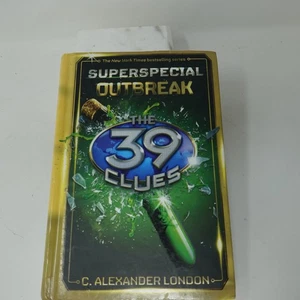 The New York Times bestselling series
SUPERSPECIAL
OUTBREAK
THE
39
CLUES
C. ALEXANDER LONDON